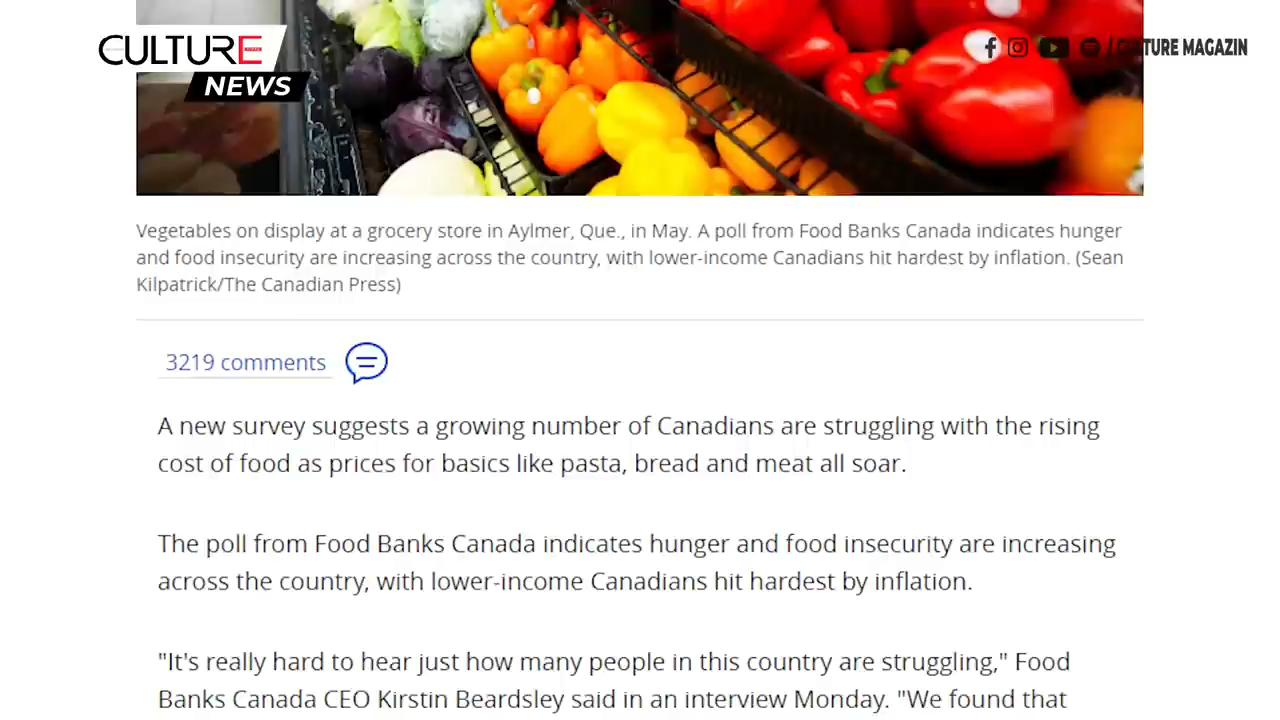 CULTURE
NEWS
/ CULTURE MAGAZIN
Vegetables on display at a grocery store in Aylmer, Que., in May. A poll from Food Banks Canada indicates hunger
and food insecurity are increasing across the country, with lower-income Canadians hit hardest by inflation. (Sean
Kilpatrick/The Canadian Press)
3219 comments
A new survey suggests a growing number of Canadians are struggling with the rising
cost of food as prices for basics like pasta, bread and meat all soar.
The poll from Food Banks Canada indicates hunger and food insecurity are increasing
across the country, with lower-income Canadians hit hardest by inflation.
"It's really hard to hear just how many people in this country are struggling," Food
Banks Canada CEO Kirstin Beardsley said in an interview Monday. "We found that